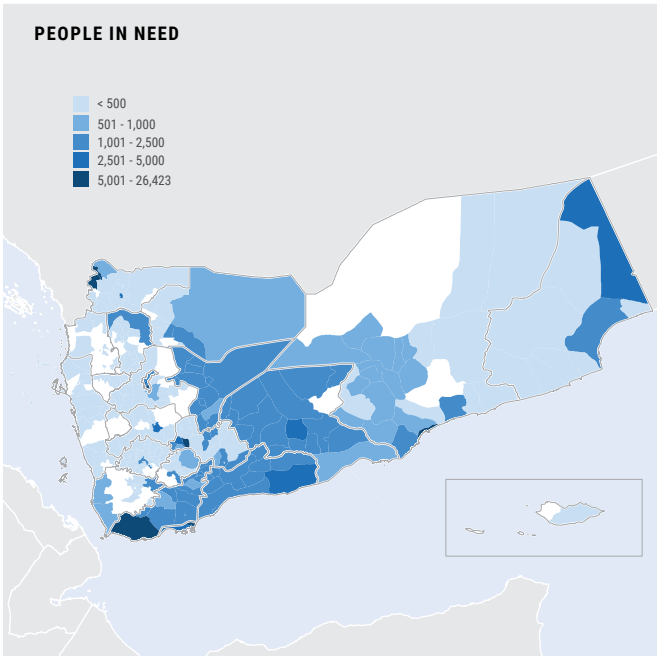 PEOPLE IN NEED
< 500
501 - 1,000
1,001 - 2,500
2,501 - 5,000
5,001 - 26,423